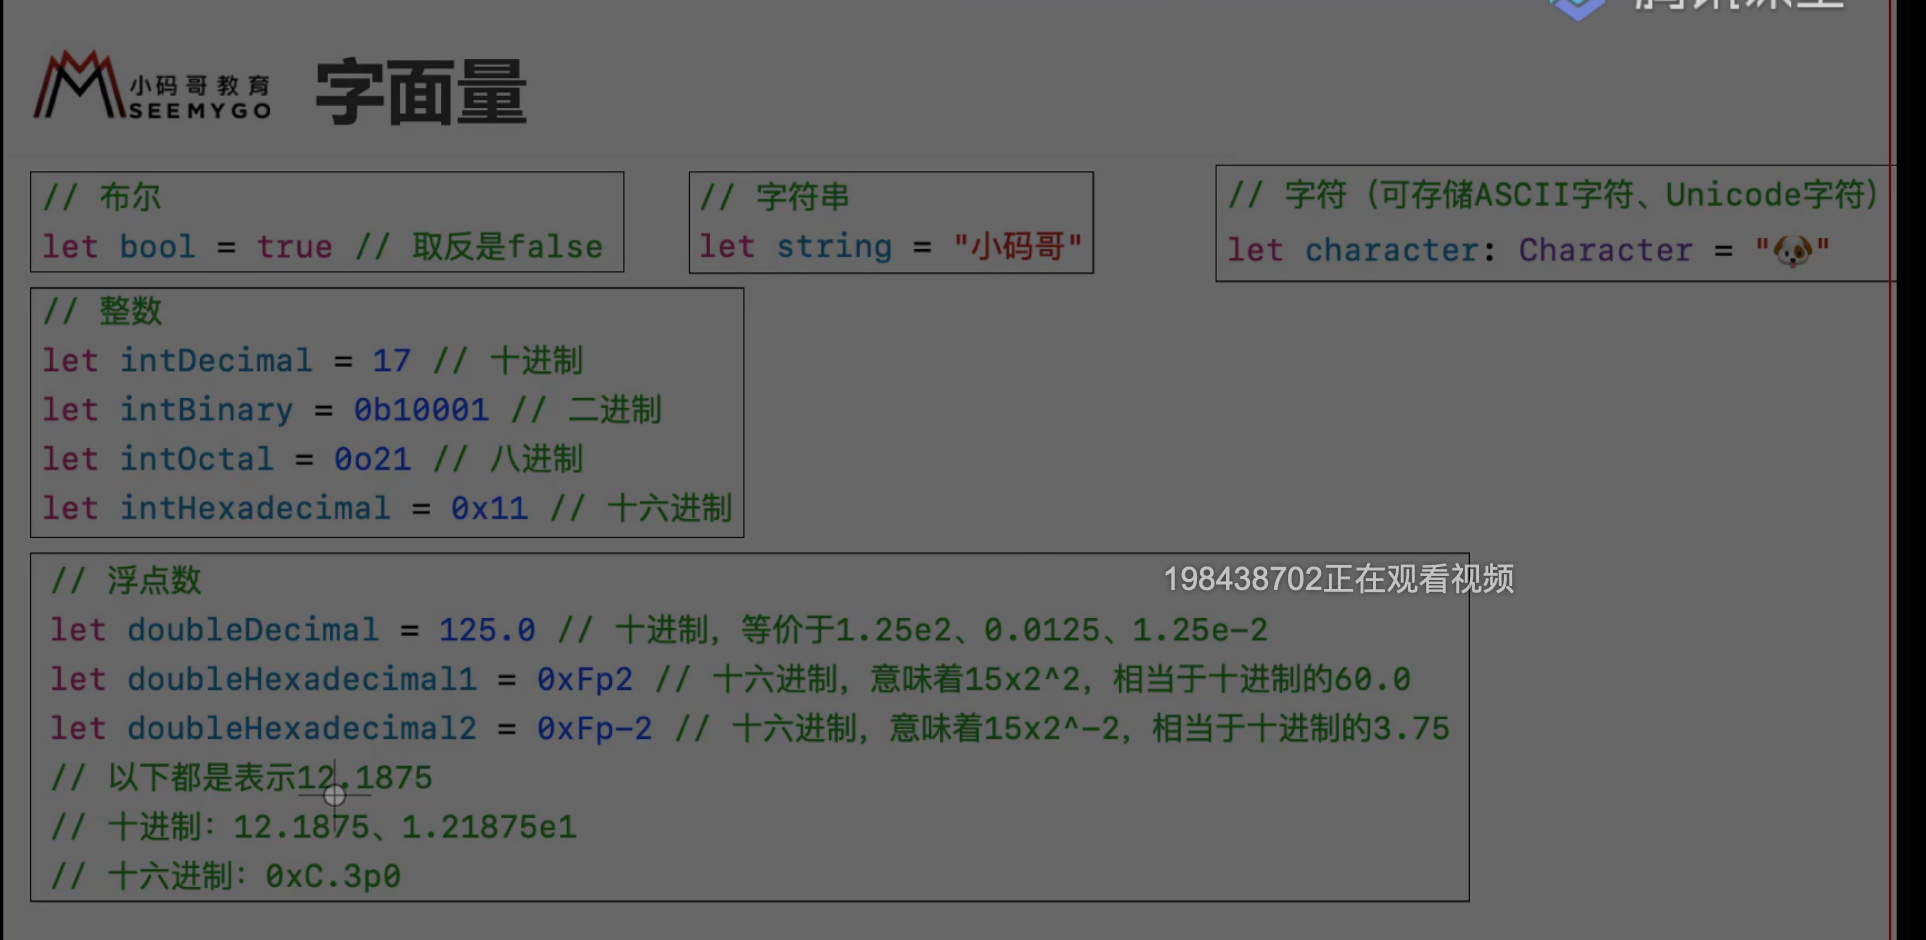 小码哥教育
SEEMYGO
字面量
// 布尔
let bool = true // 取反是false
// 字符串
let string = "小码哥"
// 字符（可存储ASCII字符、Unicode字符）
let character: Character = "🐶"
// 整数
let intDecimal = 17 // 十进制
let intBinary = 0b10001 // 二进制
let intOctal = 0o21 // 八进制
let intHexadecimal = 0x11 // 十六进制
// 浮点数
198438702正在观看视频
let doubleDecimal = 125.0 // 十进制，等价于1.25e2、0.0125、1.25e-2
let doubleHexadecimal1 = 0xFp2 // 十六进制，意味着15x2^2，相当于十进制的60.0
let doubleHexadecimal2 = 0xFp-2 // 十六进制，意味着15x2^-2，相当于十进制的3.75
// 以下都是表示12.1875
// 十进制：12.1875、1.21875e1
// 十六进制：0xC.3p0